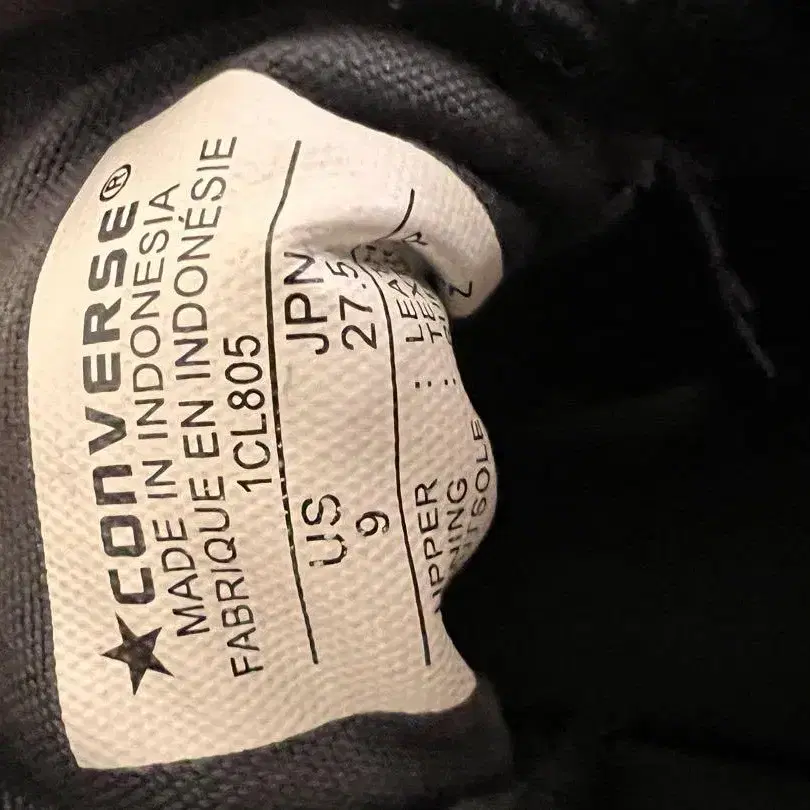 ★CONVERSE®
MADE IN INDONESIA
FABRIQUE EN INDONÉSIE
1CL805
US JPN
9 27.5
UPPER :